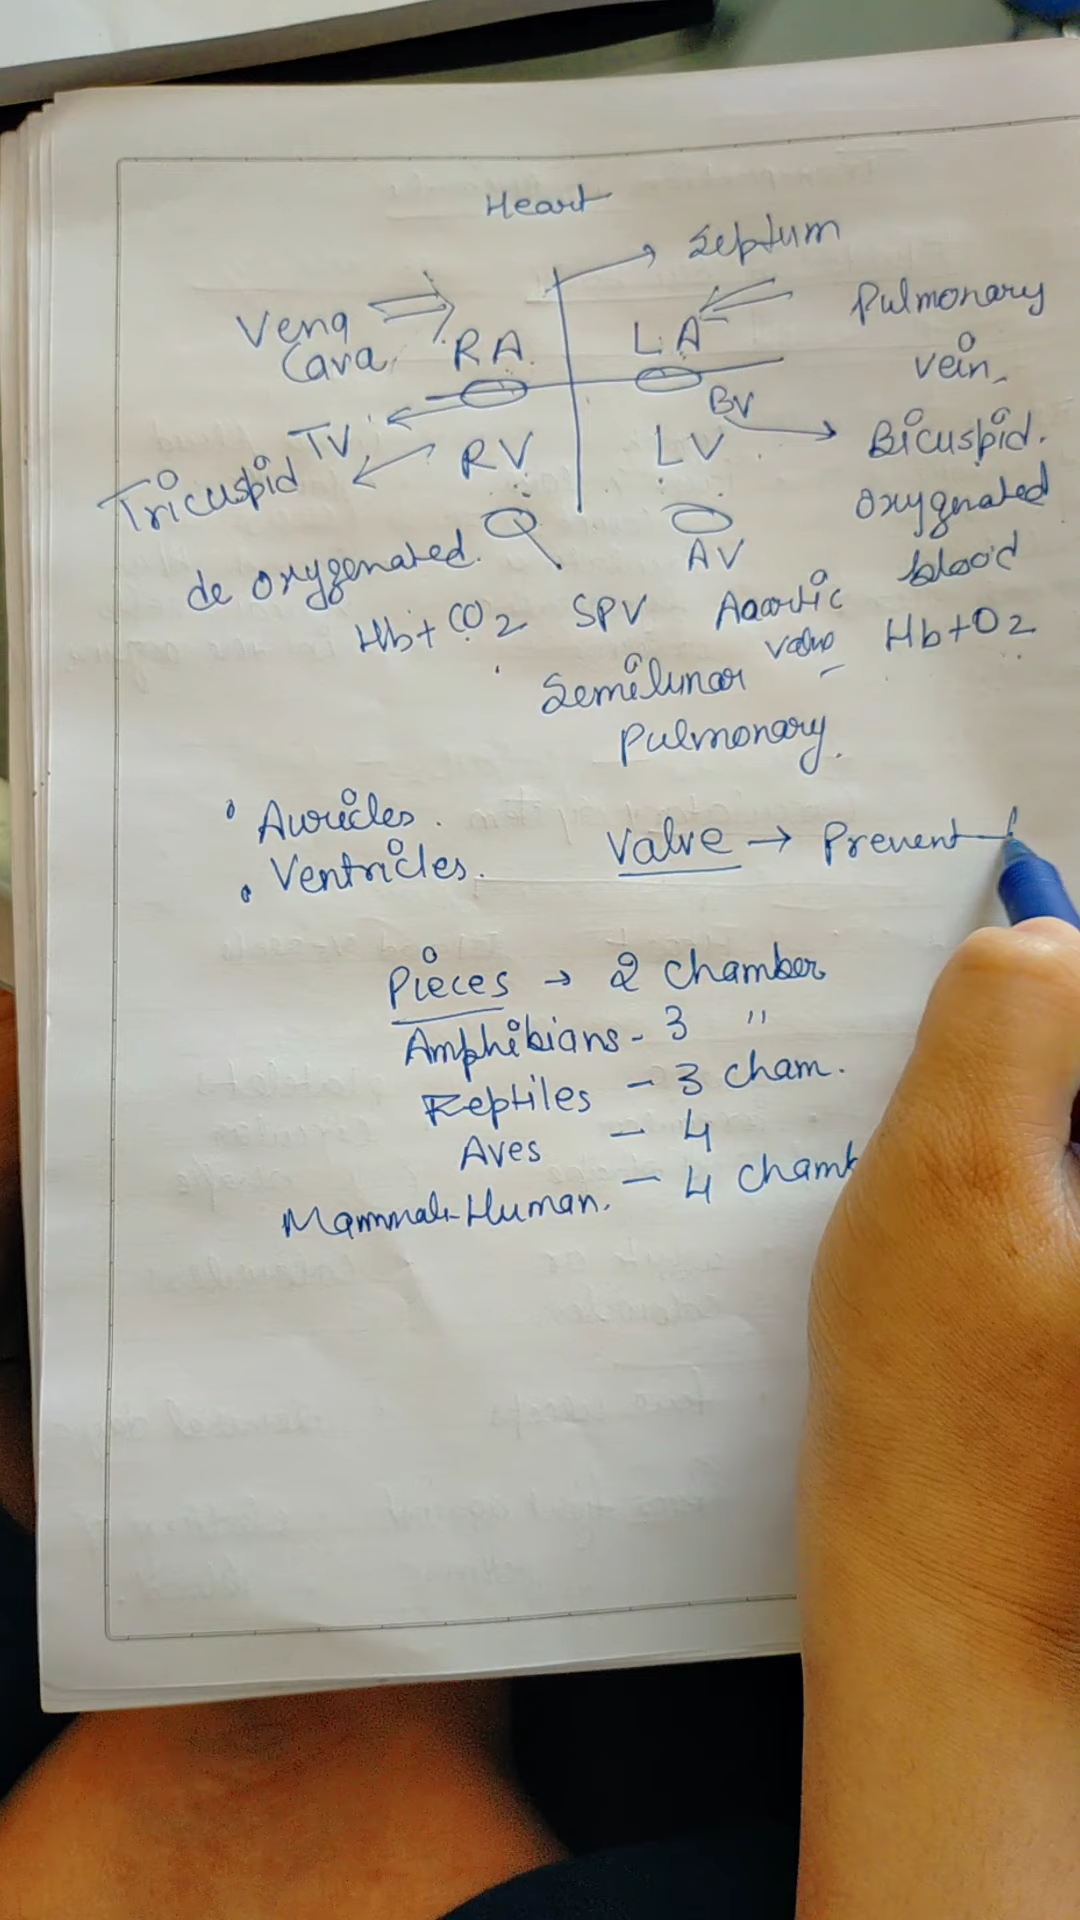 Heart
Septum
Vena
Cava
RA
LA
Pulmonary
vein
TV
RV
BV
LV
Bicuspid.
Tricuspid
oxygenated
blood
Hb+O2
de oxygenated.
Hb+CO2
SPV
AV
Aaortic
Semilunar
Pulmonary.
• Auricles.
• Ventricles.
Valve → Prevent
Pieces → 2 chamber
Amphibians - 3 "
Reptiles - 3 cham.
Aves - 4
Mammals-Human. - 4 chamb